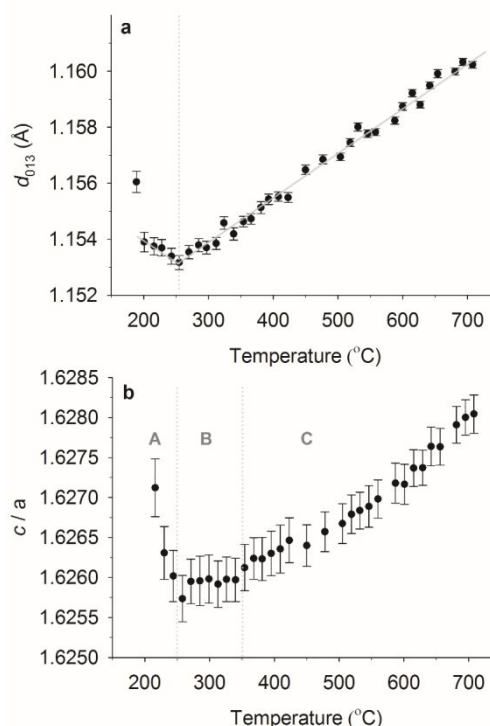 a
1.160
1.158
1.156
1.154
1.152
d013 (Å)
200 300 400 500 600 700
Temperature (°C)
b
A B C
1.6285
1.6280
1.6275
1.6270
1.6265
1.6260
1.6255
1.6250
c / a
200 300 400 500 600 700
Temperature (°C)